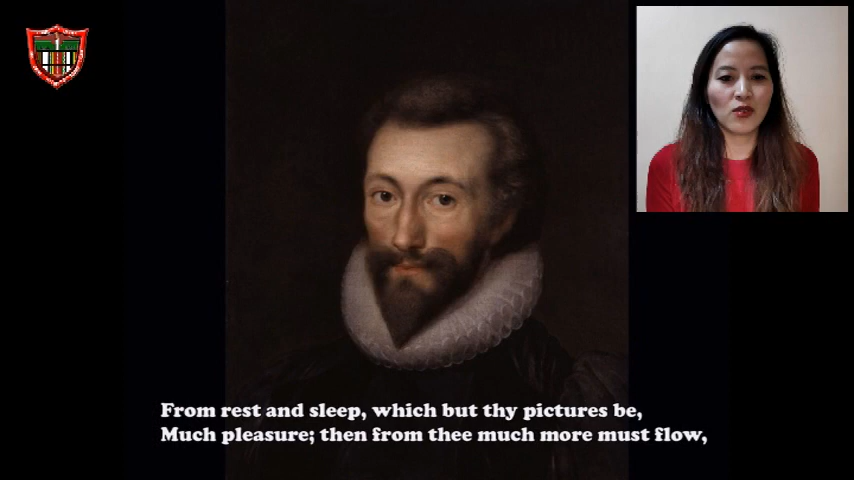 From rest and sleep, which but thy pictures be,
Much pleasure; then from thee much more must flow,